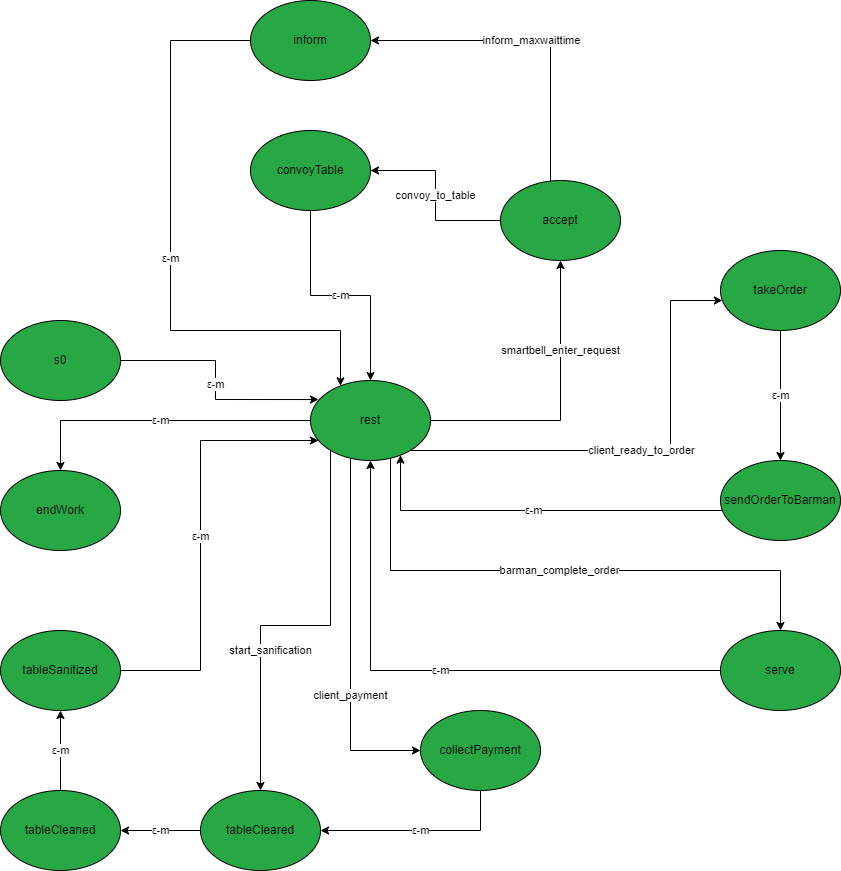 inform
inform_maxwaittime
convoyTable
convoy_to_table
accept
ε-m
takeOrder
ε-m
s0
smartbell_enter_request
ε-m
ε-m
rest
ε-m
client_ready_to_order
endWork
sendOrderToBarman
ε-m
ε-m
barman_complete_order
start_sanification
tableSanitized
ε-m
serve
client_payment
ε-m
collectPayment
tableCleaned
ε-m
tableCleared
ε-m